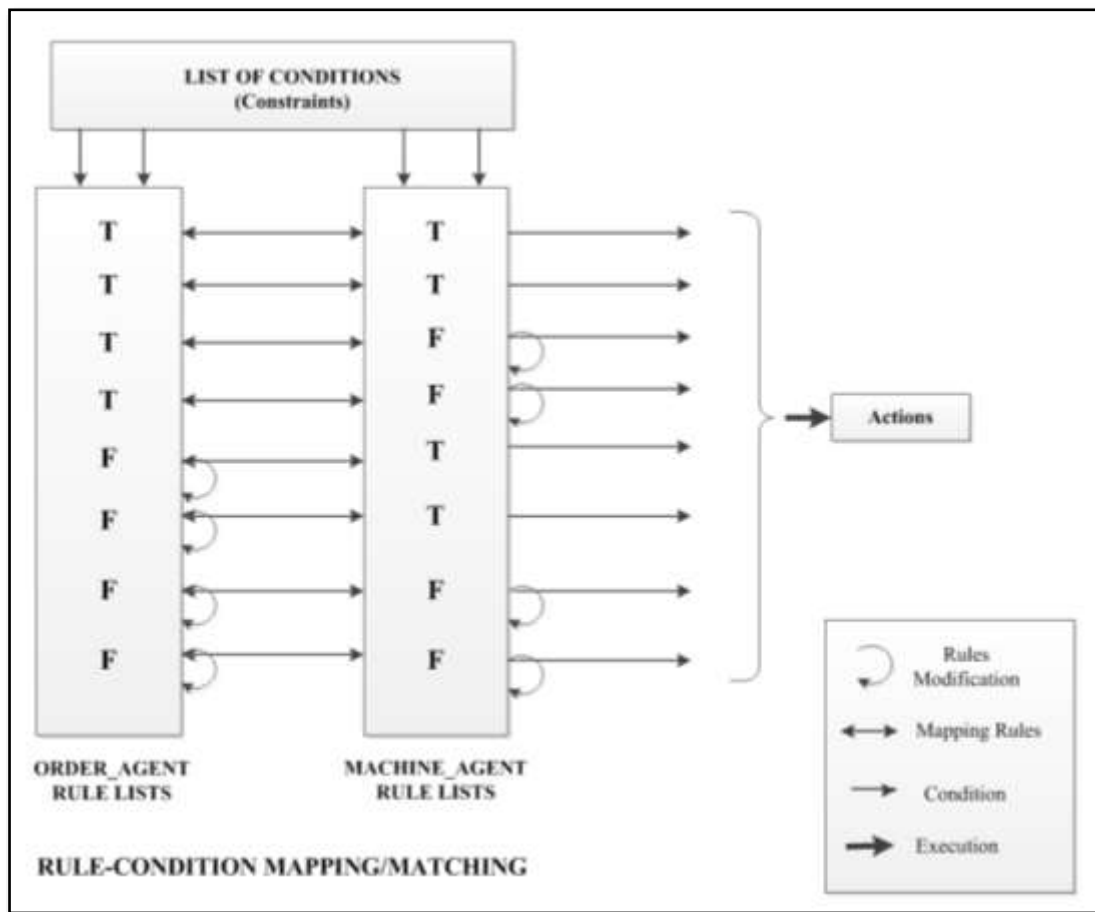 LIST OF CONDITIONS
(Constraints)
T T
T T
T F
T F
F T
F T
F F
F F
Actions
ORDER_AGENT
RULE LISTS
MACHINE_AGENT
RULE LISTS
RULE-CONDITION MAPPING/MATCHING
Rules
Modification
Mapping Rules
Condition
Execution